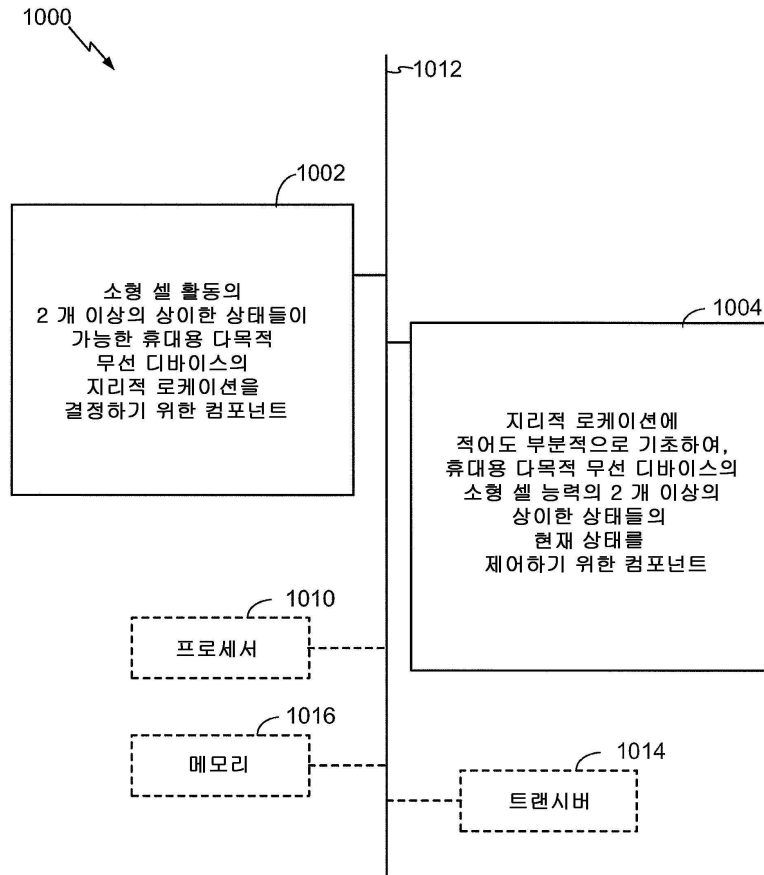 1000
1012
1002
소형 셀 활동의
2 개 이상의 상이한 상태들이
가능한 휴대용 다목적
무선 디바이스의
지리적 로케이션을
결정하기 위한 컴포넌트
1004
지리적 로케이션에
적어도 부분적으로 기초하여,
휴대용 다목적 무선 디바이스의
소형 셀 능력의 2 개 이상의
상이한 상태들의
현재 상태를
제어하기 위한 컴포넌트
1010
프로세서
1016
메모리
1014
트랜시버